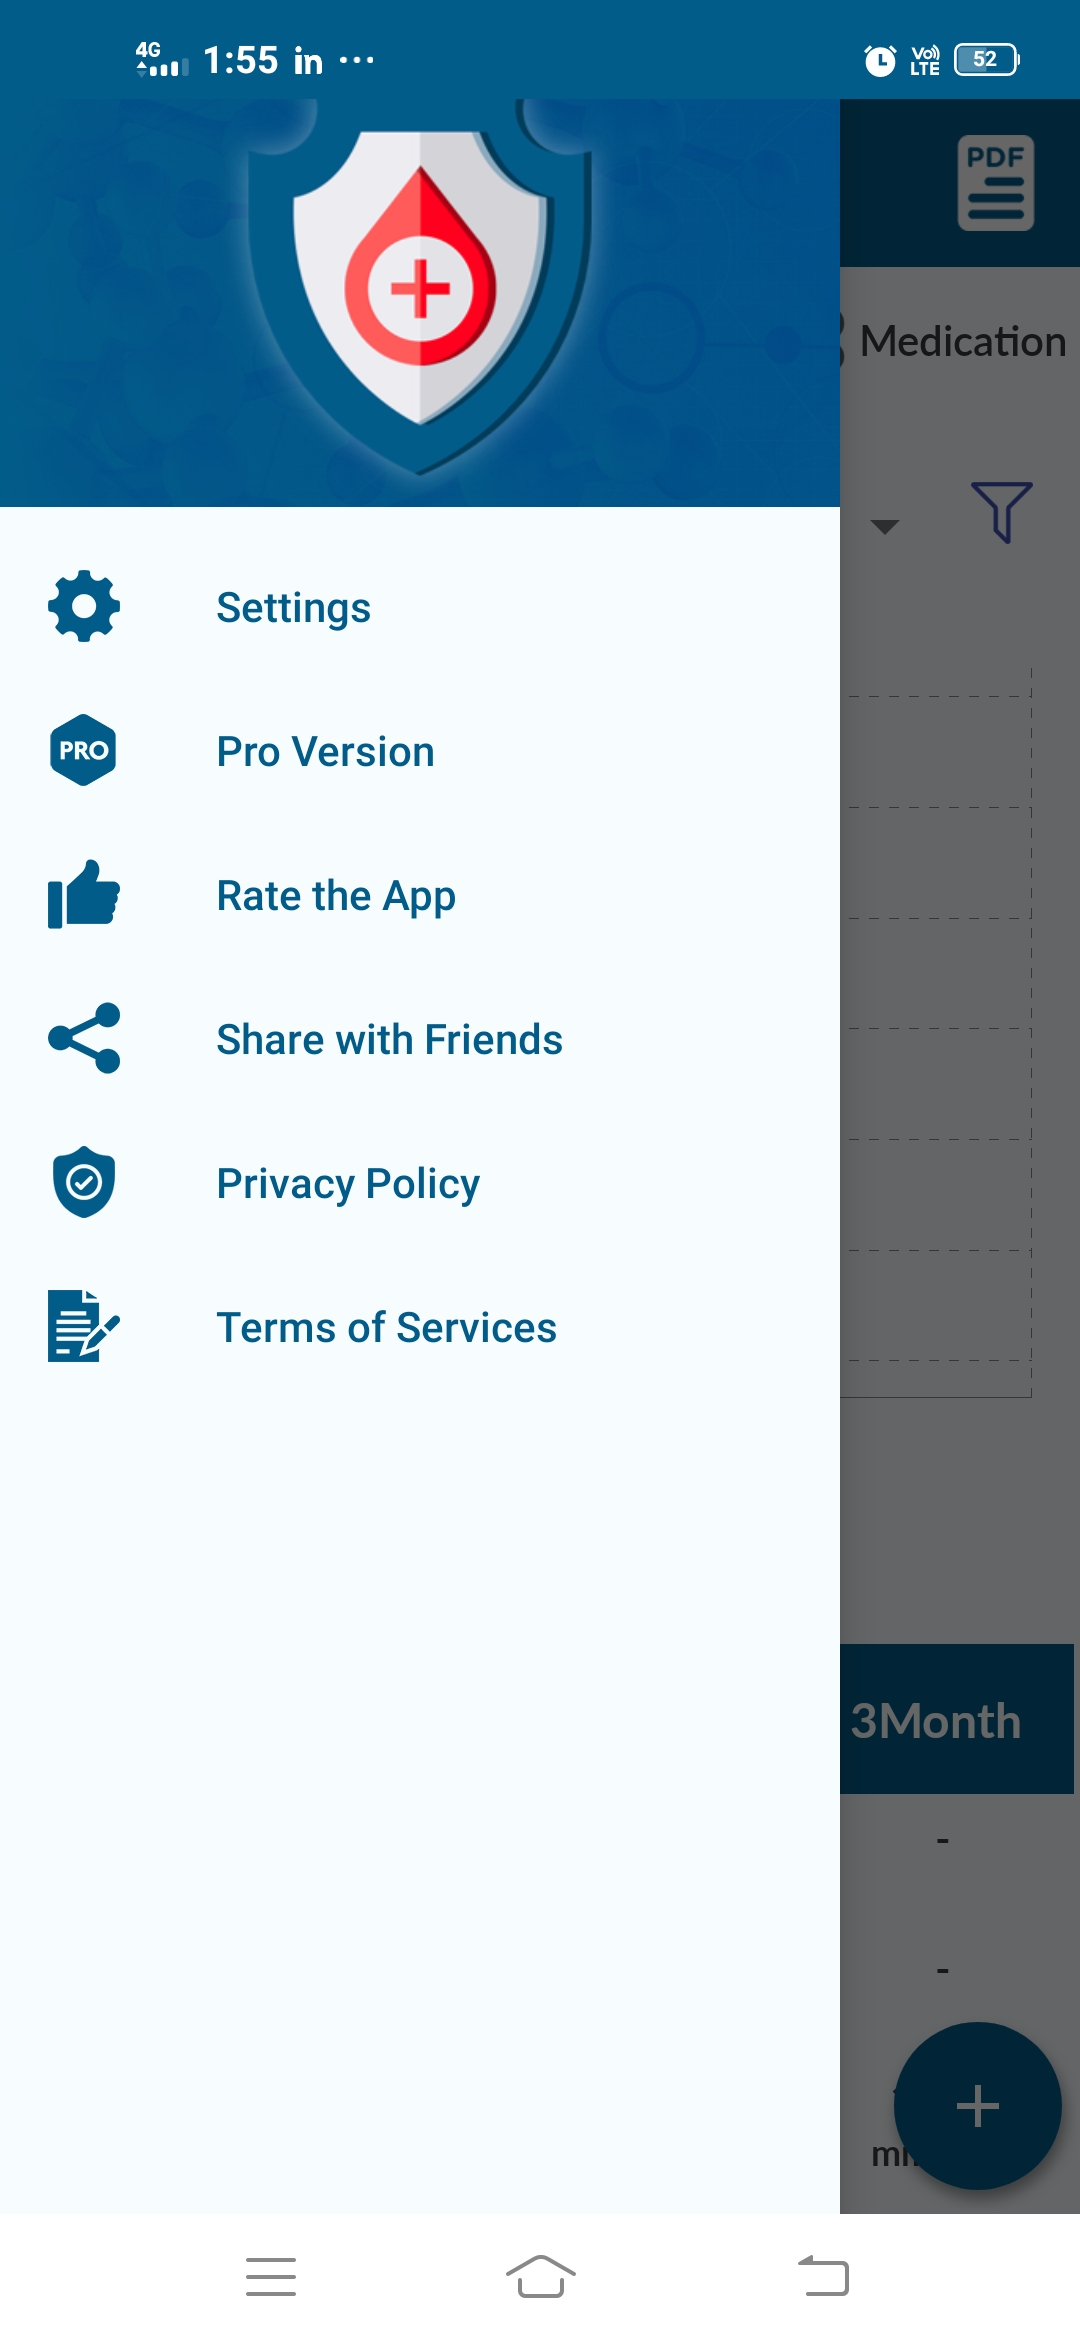 4G 1:55 in ... Vo) LTE 52
PDF
Medication
Settings
PRO Pro Version
Rate the App
Share with Friends
Privacy Policy
Terms of Services
3Month
-
-